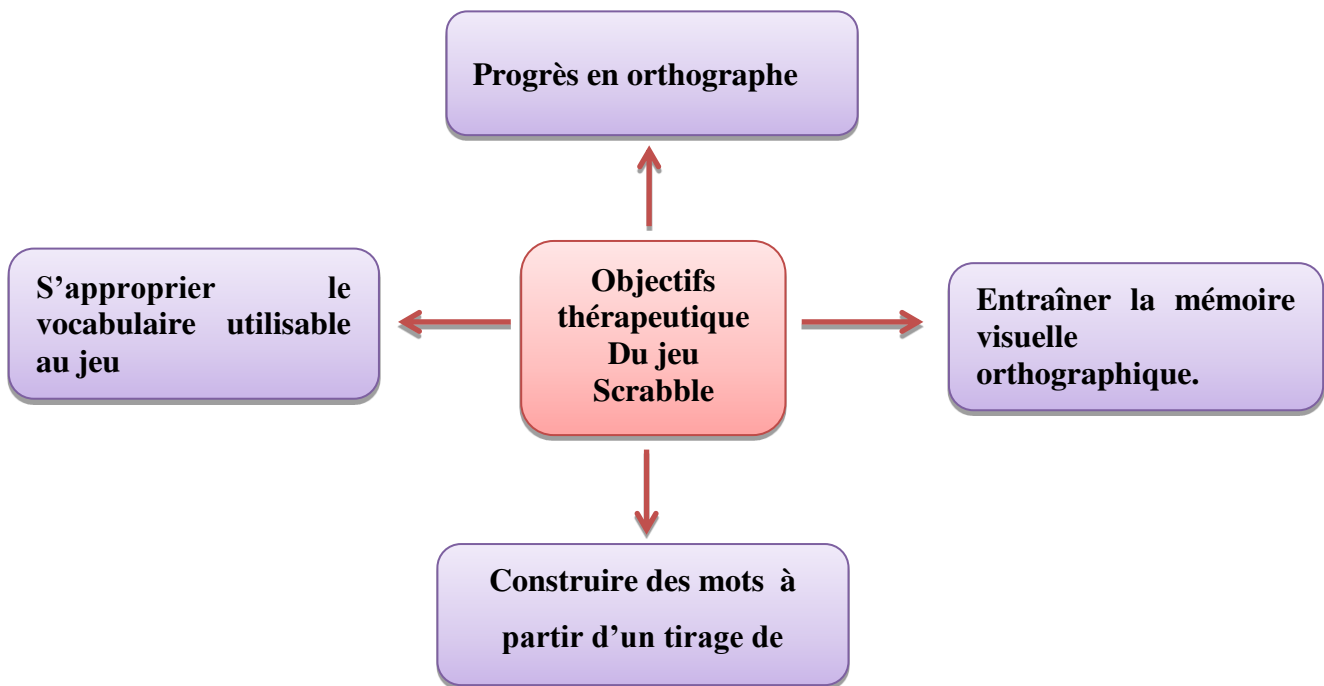 Progrès en orthographe
S’approprier le
vocabulaire utilisable
au jeu
Objectifs
thérapeutique
Du jeu
Scrabble
Entraîner la mémoire
visuelle
orthographique.
Construire des mots à
partir d’un tirage de